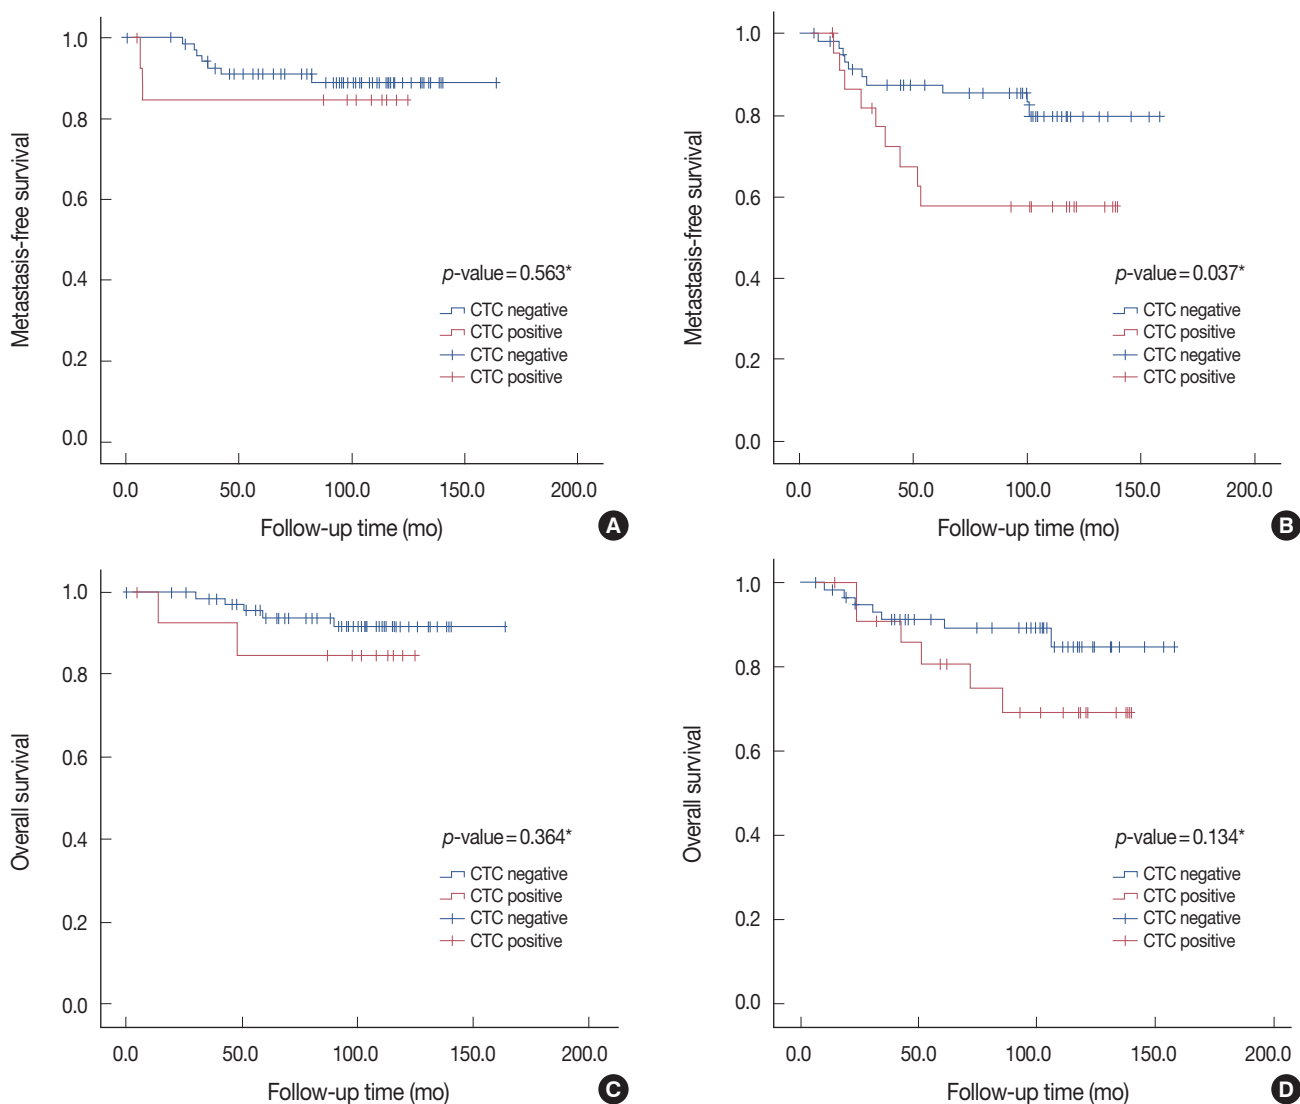 1.0
0.8
0.6
0.4
0.2
0.0
Metastasis-free survival
p-value = 0.563*
CTC negative
CTC positive
CTC negative
CTC positive
0.0 50.0 100.0 150.0 200.0
Follow-up time (mo)
A
1.0
0.8
0.6
0.4
0.2
0.0
Metastasis-free survival
p-value = 0.037*
CTC negative
CTC positive
CTC negative
CTC positive
0.0 50.0 100.0 150.0 200.0
Follow-up time (mo)
B
1.0
0.8
0.6
0.4
0.2
0.0
Overall survival
p-value = 0.364*
CTC negative
CTC positive
CTC negative
CTC positive
0.0 50.0 100.0 150.0 200.0
Follow-up time (mo)
C
1.0
0.8
0.6
0.4
0.2
0.0
Overall survival
p-value = 0.134*
CTC negative
CTC positive
CTC negative
CTC positive
0.0 50.0 100.0 150.0 200.0
Follow-up time (mo)
D